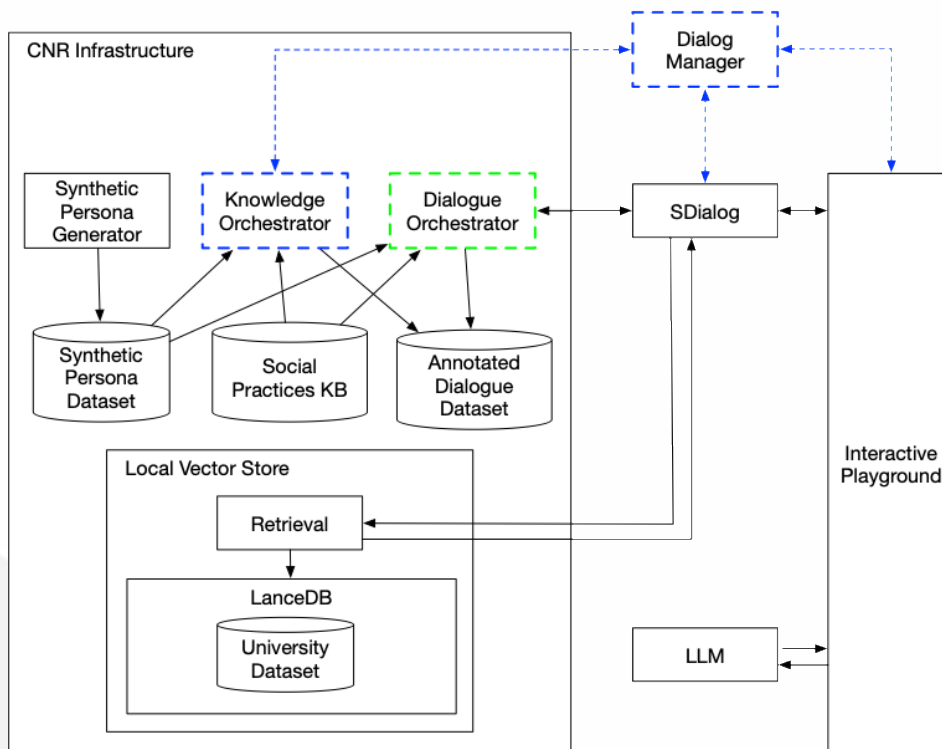 CNR Infrastructure
Dialog
Manager
Synthetic
Persona
Generator
Knowledge
Orchestrator
Dialogue
Orchestrator
SDialog
Synthetic
Persona
Dataset
Social
Practices KB
Annotated
Dialogue
Dataset
Interactive
Playground
Local Vector Store
Retrieval
LanceDB
University
Dataset
LLM